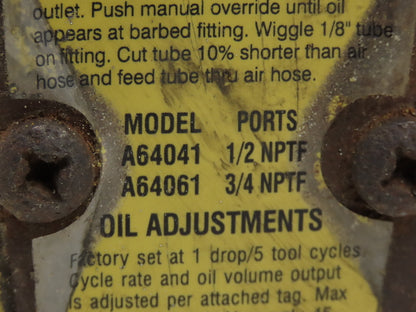 outlet. Push manual override until oil
appears at barbed fitting. Wiggle 1/8" tube
on fitting. Cut tube 10% shorter than air
hose and feed tube thru air hose.
MODEL PORTS
A64041 1/2 NPTF
A64061 3/4 NPTF
OIL ADJUSTMENTS
Factory set at 1 drop/5 tool cycles.
Cycle rate and oil volume output
is adjusted per attached tag. Max